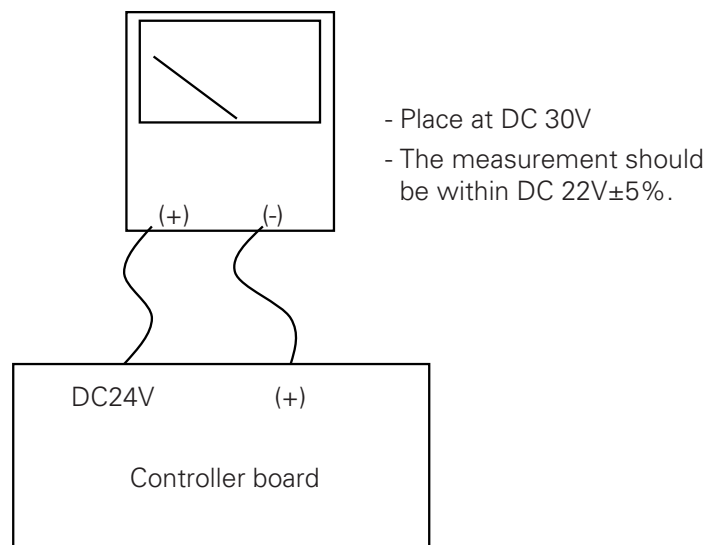 - Place at DC 30V
- The measurement should
be within DC 22V±5%.
(+) (-)
DC24V (+)
Controller board